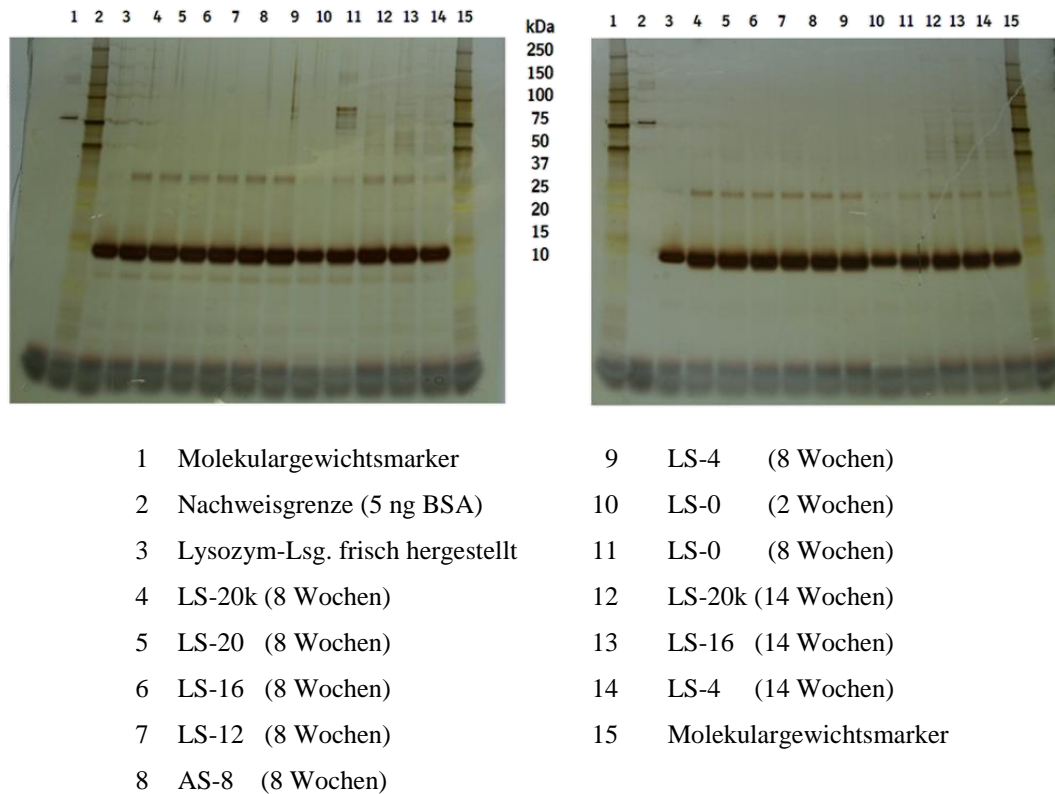 1 2 3 4 5 6 7 8 9 10 11 12 13 14 15
kDa
250
150
100
75
50
37
25
20
15
10
1 2 3 4 5 6 7 8 9 10 11 12 13 14 15
1 Molekulargewichtsmarker
2 Nachweisgrenze (5 ng BSA)
3 Lysozym-Lsg. frisch hergestellt
4 LS-20k (8 Wochen)
5 LS-20 (8 Wochen)
6 LS-16 (8 Wochen)
7 LS-12 (8 Wochen)
8 AS-8 (8 Wochen)
9 LS-4 (8 Wochen)
10 LS-0 (2 Wochen)
11 LS-0 (8 Wochen)
12 LS-20k (14 Wochen)
13 LS-16 (14 Wochen)
14 LS-4 (14 Wochen)
15 Molekulargewichtsmarker